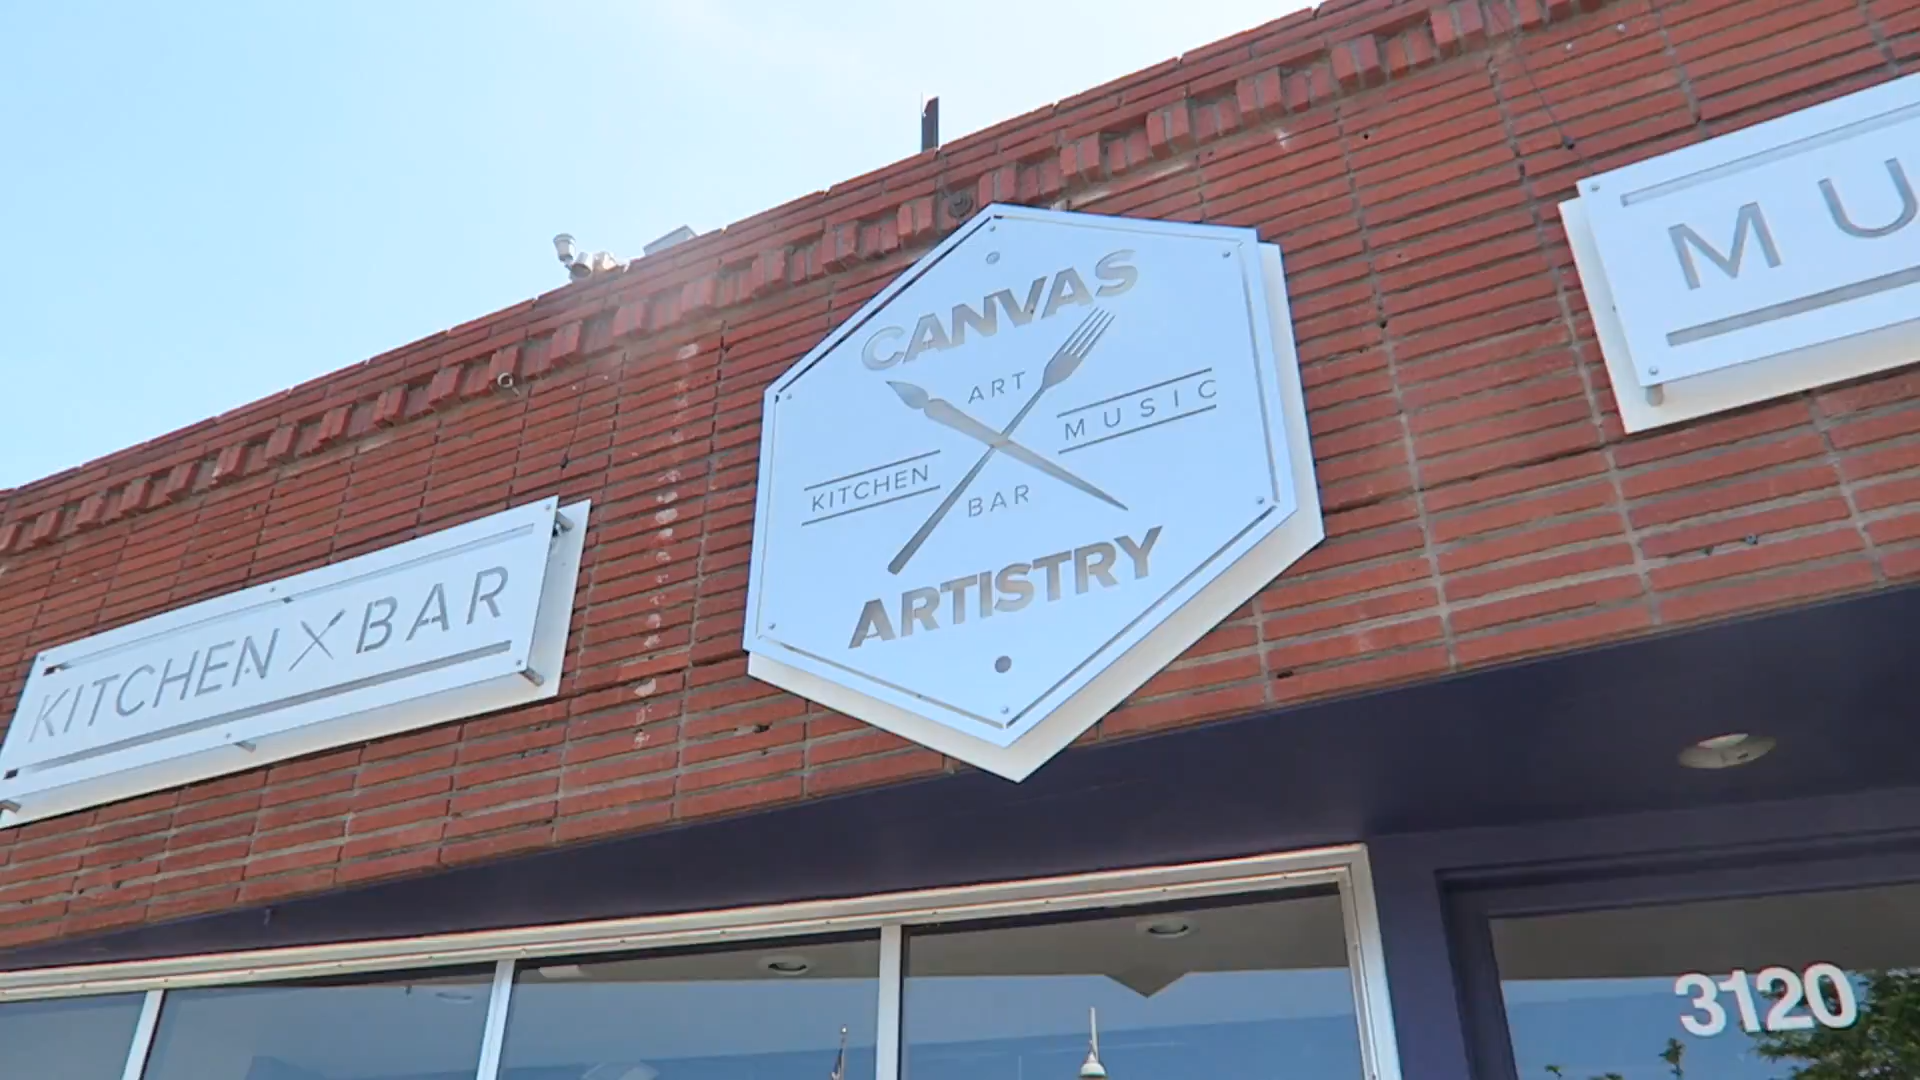 KITCHEN X BAR
CANVAS
ART
KITCHEN
MUSIC
BAR
ARTISTRY
MU
3120